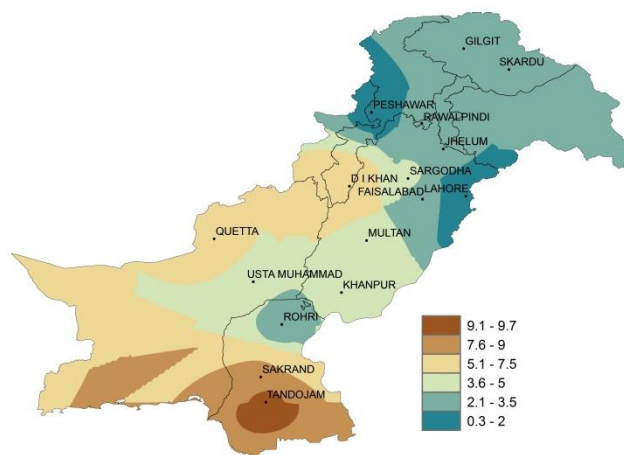 GILGIT
SKARDU
PESHAWAR
RAWALPINDI
JHELUM
SARGODHA
D I KHAN
FAISALABAD
LAHORE
QUETTA
MULTAN
USTA MUHAMMAD
KHANPUR
ROHRI
SAKRAND
TANDOJAM
9.1 - 9.7
7.6 - 9
5.1 - 7.5
3.6 - 5
2.1 - 3.5
0.3 - 2